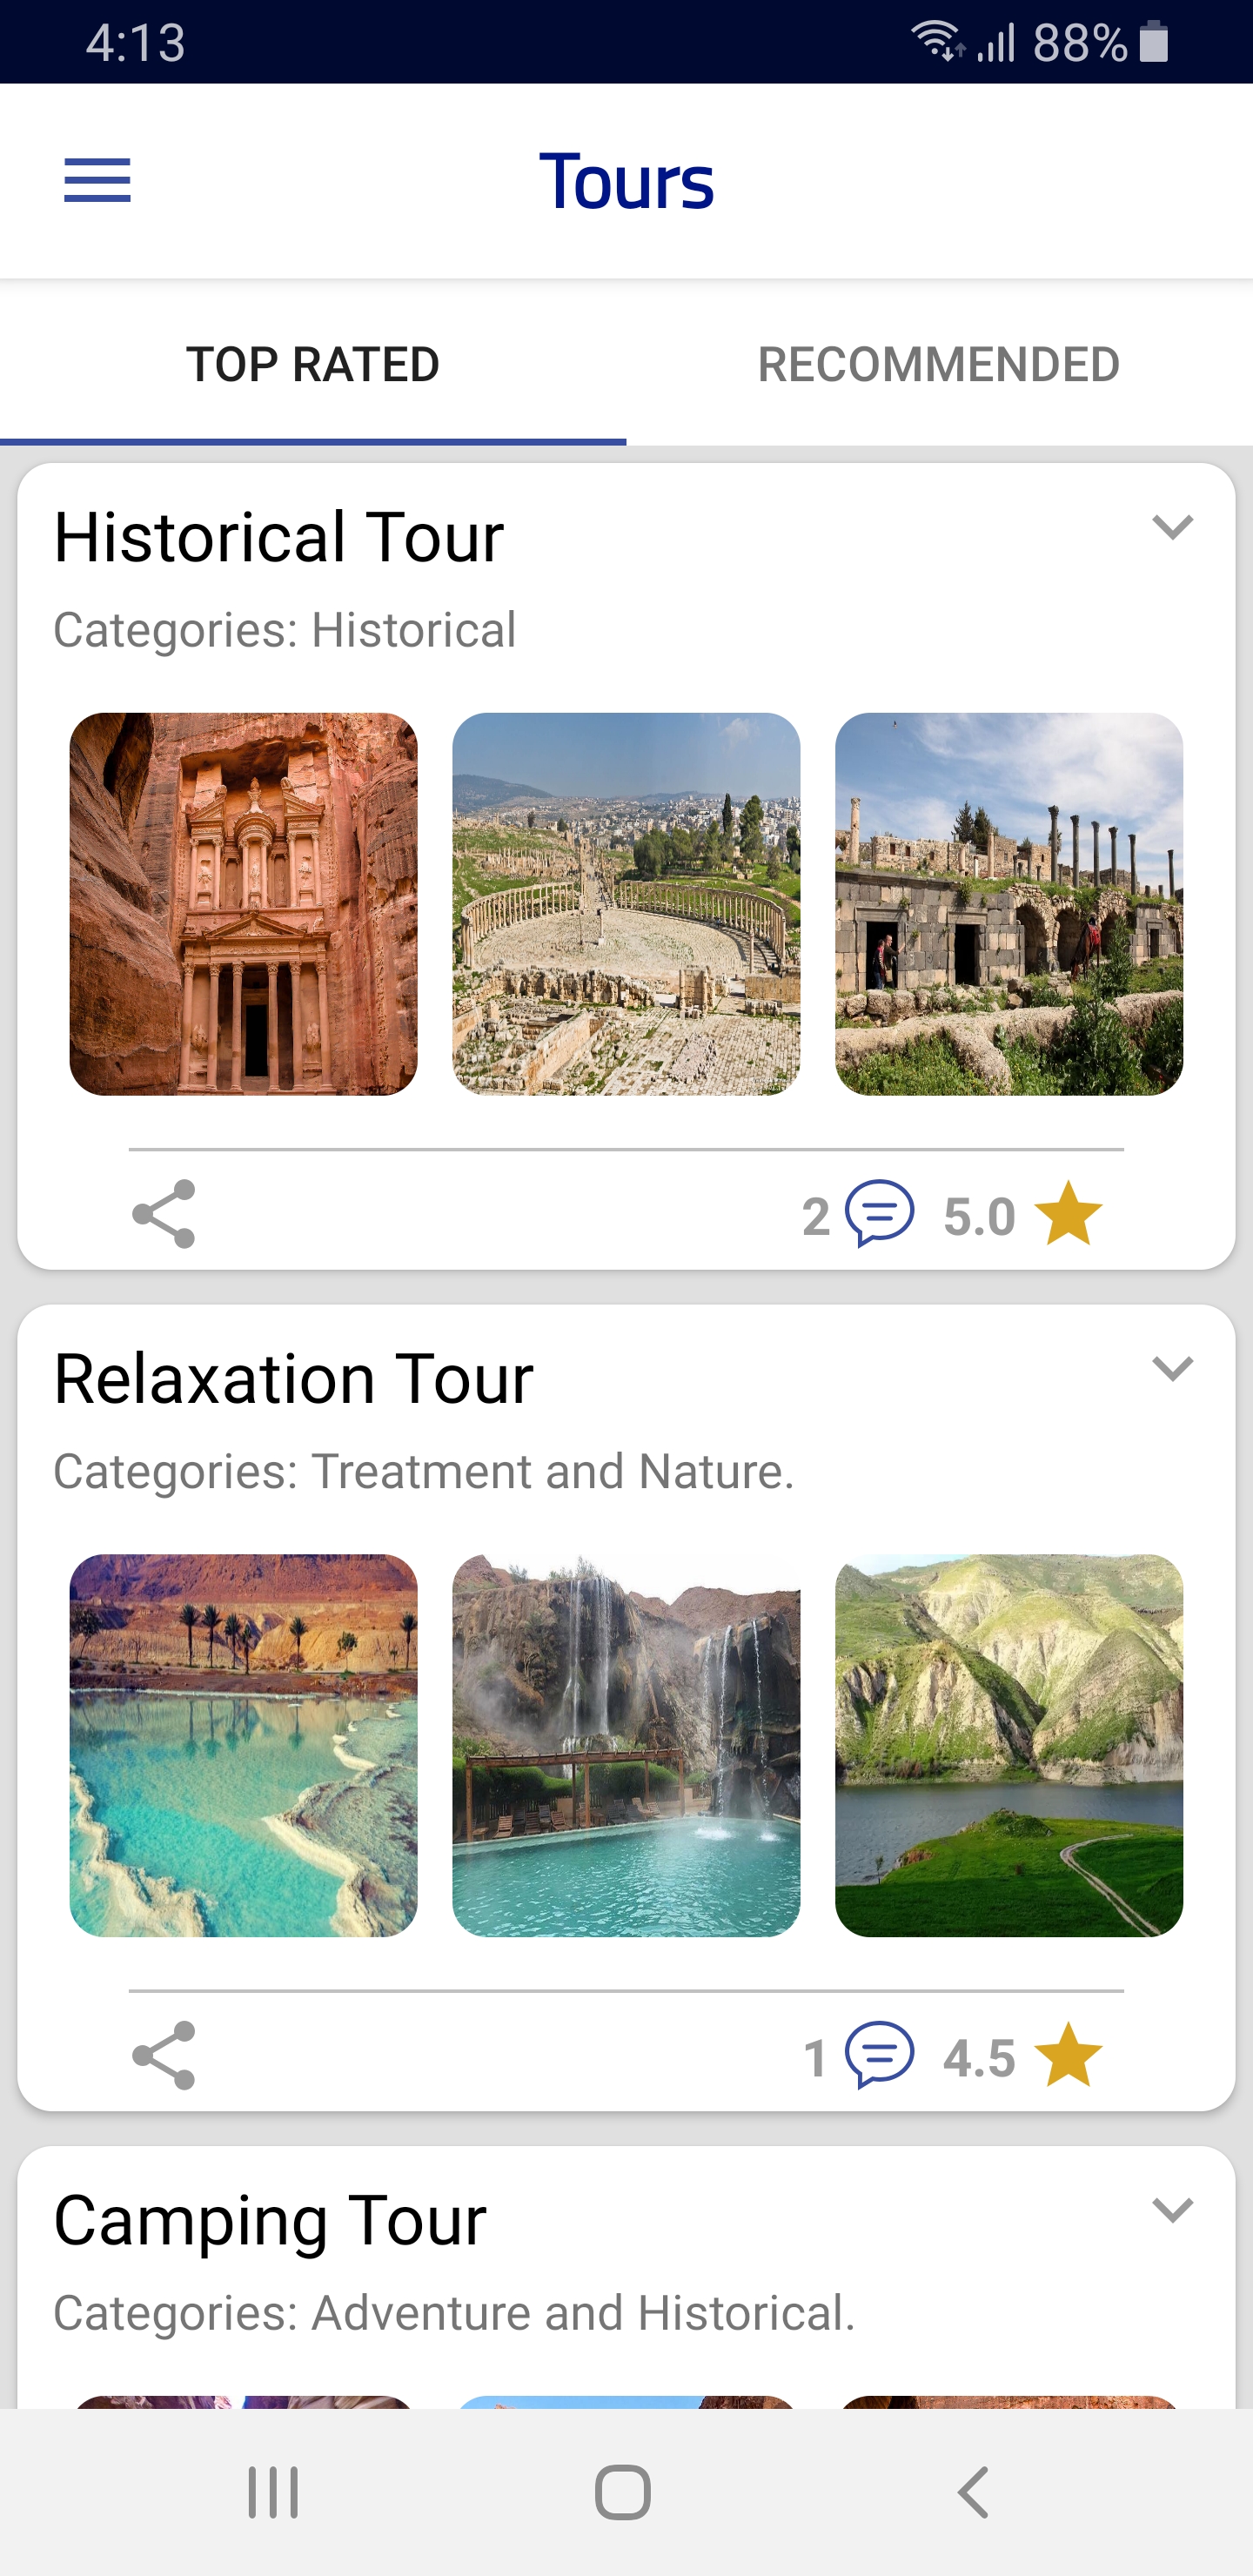 4:13 88%
Tours
TOP RATED RECOMMENDED
Historical Tour
Categories: Historical
2 5.0
Relaxation Tour
Categories: Treatment and Nature.
1 4.5
Camping Tour
Categories: Adventure and Historical.